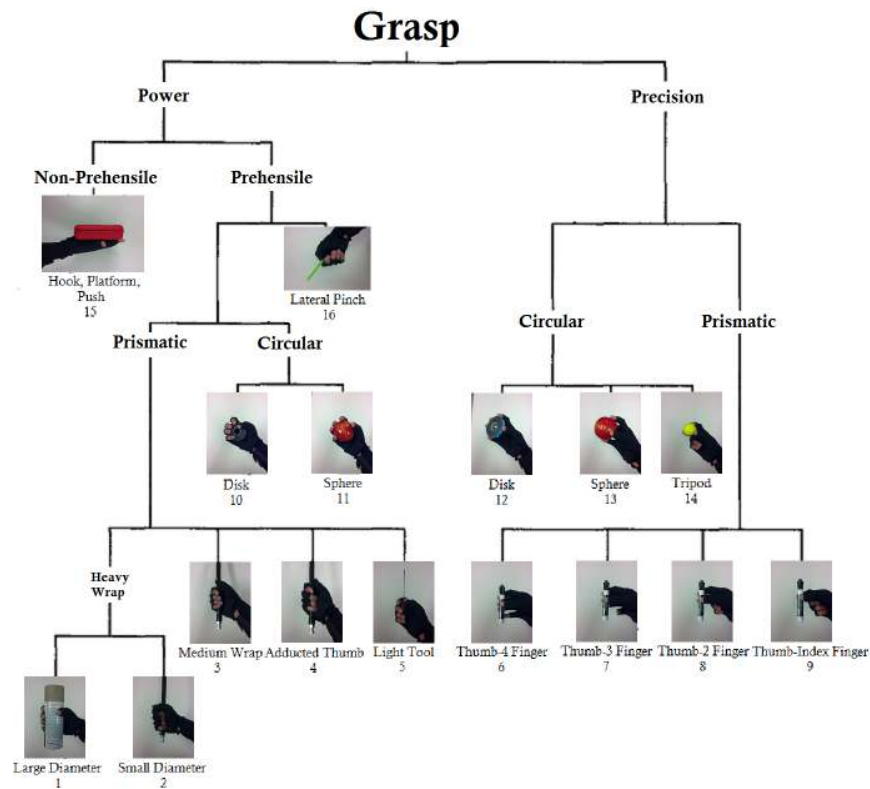 Grasp
Power
Precision
Non-Prehensile
Prehensile
Hook, Platform,
Push
15
Lateral Pinch
16
Prismatic
Circular
Circular
Prismatic
Disk
10
Sphere
11
Disk
12
Sphere
13
Tripod
14
Heavy
Wrap
Medium Wrap
3
Adducted Thumb
4
Light Tool
5
Thumb-4 Finger
6
Thumb-3 Finger
7
Thumb-2 Finger
8
Thumb-Index Finger
9
Large Diameter
1
Small Diameter
2